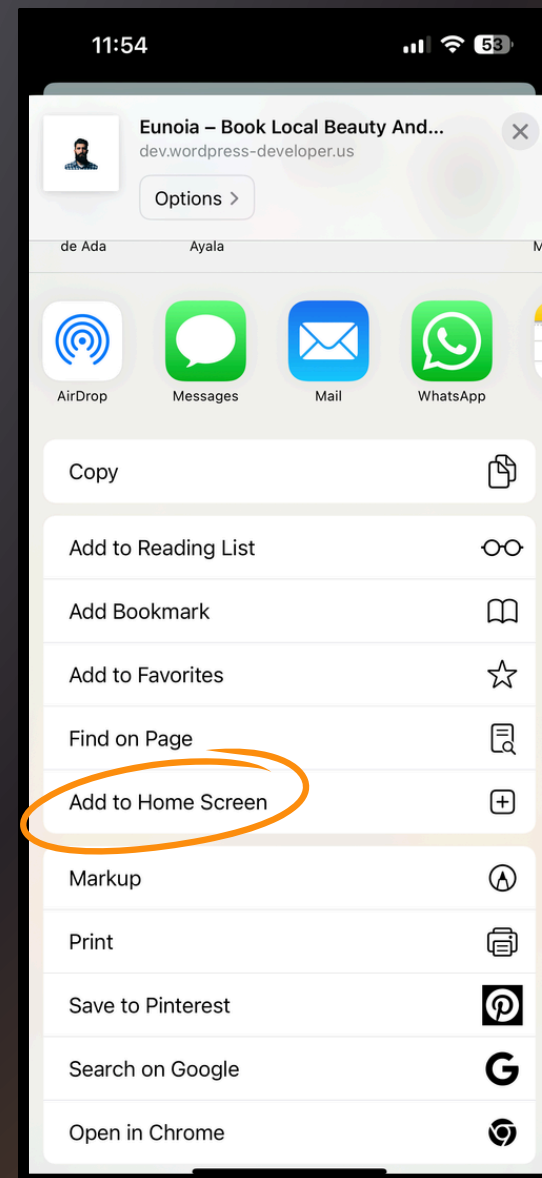 11:54
53
Eunoia – Book Local Beauty And...
dev.wordpress-developer.us
Options
de Ada Ayala M
AirDrop Messages Mail WhatsApp
Copy
Add to Reading List
Add Bookmark
Add to Favorites
Find on Page
Add to Home Screen
Markup
Print
Save to Pinterest
Search on Google
Open in Chrome